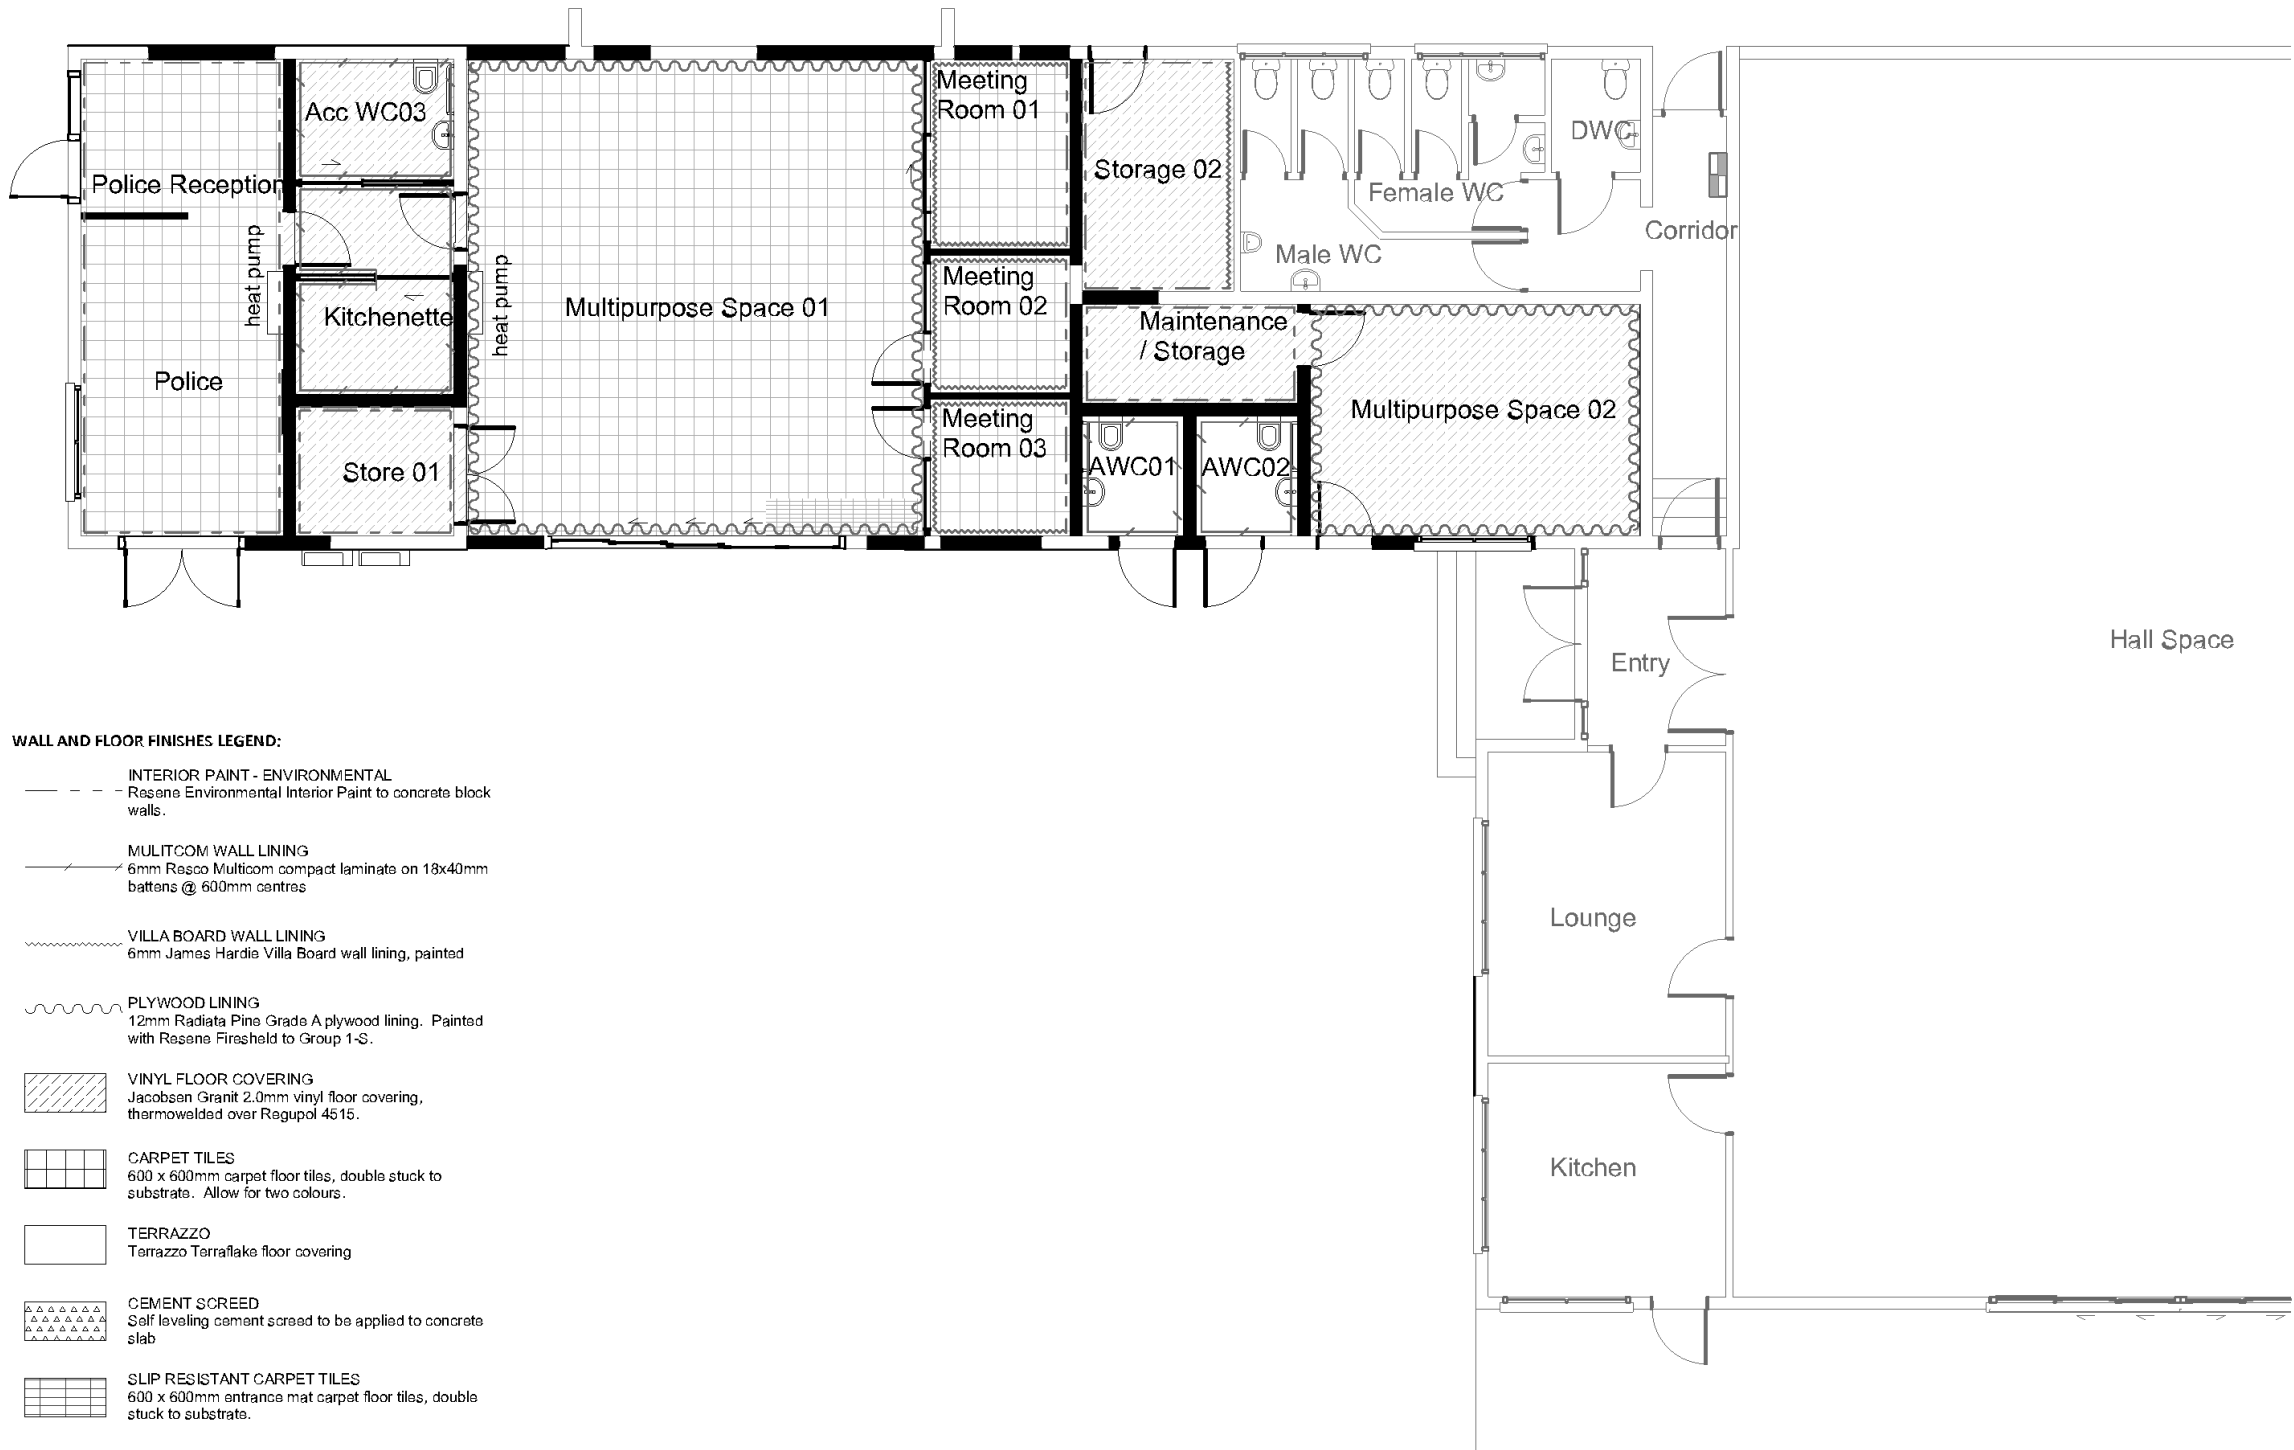 Acc WC03
Police Reception
heat pump
Kitchenette
Police
Store 01
heat pump
Multipurpose Space 01
Meeting
Room 01
Meeting
Room 02
Meeting
Room 03
Storage 02
Maintenance
/ Storage
AWC01
AWC02
Multipurpose Space 02
Male WC
Female WC
DWC
Corridor
Entry
Hall Space
Lounge
Kitchen
WALL AND FLOOR FINISHES LEGEND:
INTERIOR PAINT - ENVIRONMENTAL
Resene Environmental Interior Paint to concrete block
walls.
MULITCOM WALL LINING
6mm Resco Multicom compact laminate on 18x40mm
battens @ 600mm centres
VILLA BOARD WALL LINING
6mm James Hardie Villa Board wall lining, painted
PLYWOOD LINING
12mm Radiata Pine Grade A plywood lining. Painted
with Resene Firesheld to Group 1-S.
VINYL FLOOR COVERING
Jacobsen Granit 2.0mm vinyl floor covering,
thermowelded over Regupol 4515.
CARPET TILES
600 x 600mm carpet floor tiles, double stuck to
substrate. Allow for two colours.
TERRAZZO
Terrazzo Terraflake floor covering
CEMENT SCREED
Self leveling cement screed to be applied to concrete
slab
SLIP RESISTANT CARPET TILES
600 x 600mm entrance mat carpet floor tiles, double
stuck to substrate.